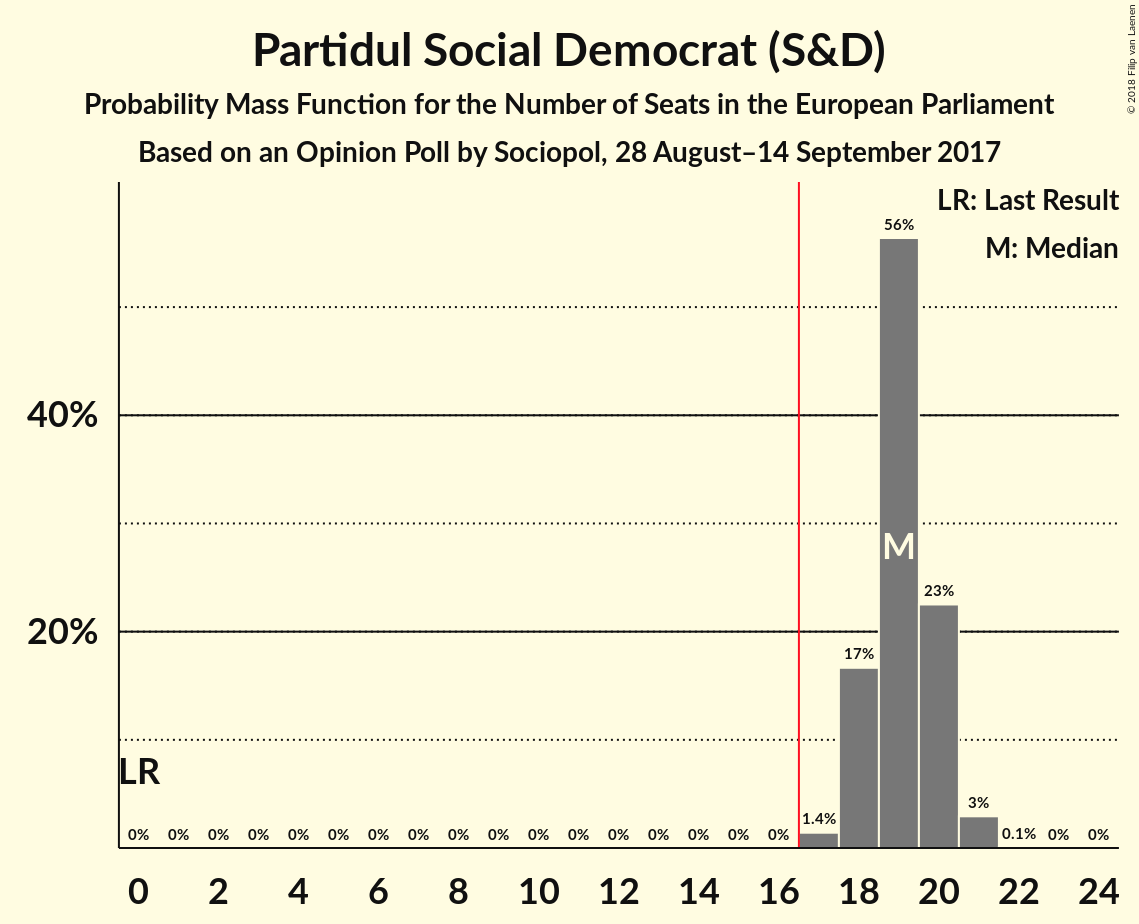 Partidul Social Democrat (S&D)
Probability Mass Function for the Number of Seats in the European Parliament
Based on an Opinion Poll by Sociopol, 28 August–14 September 2017
© 2018 Filip van Laenen
LR: Last Result
M: Median
56%
40%
M
23%
20%
17%
LR
3%
1.4%
0% 0% 0% 0% 0% 0% 0% 0% 0% 0% 0% 0% 0% 0% 0% 0% 0% 0.1% 0% 0%
0 2 4 6 8 10 12 14 16 18 20 22 24